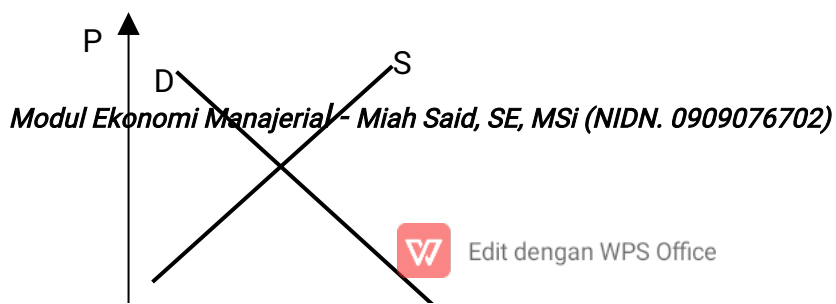 P
S
D
Modul Ekonomi Manajerial - Miah Said, SE, MSi (NIDN. 0909076702)
Edit dengan WPS Office